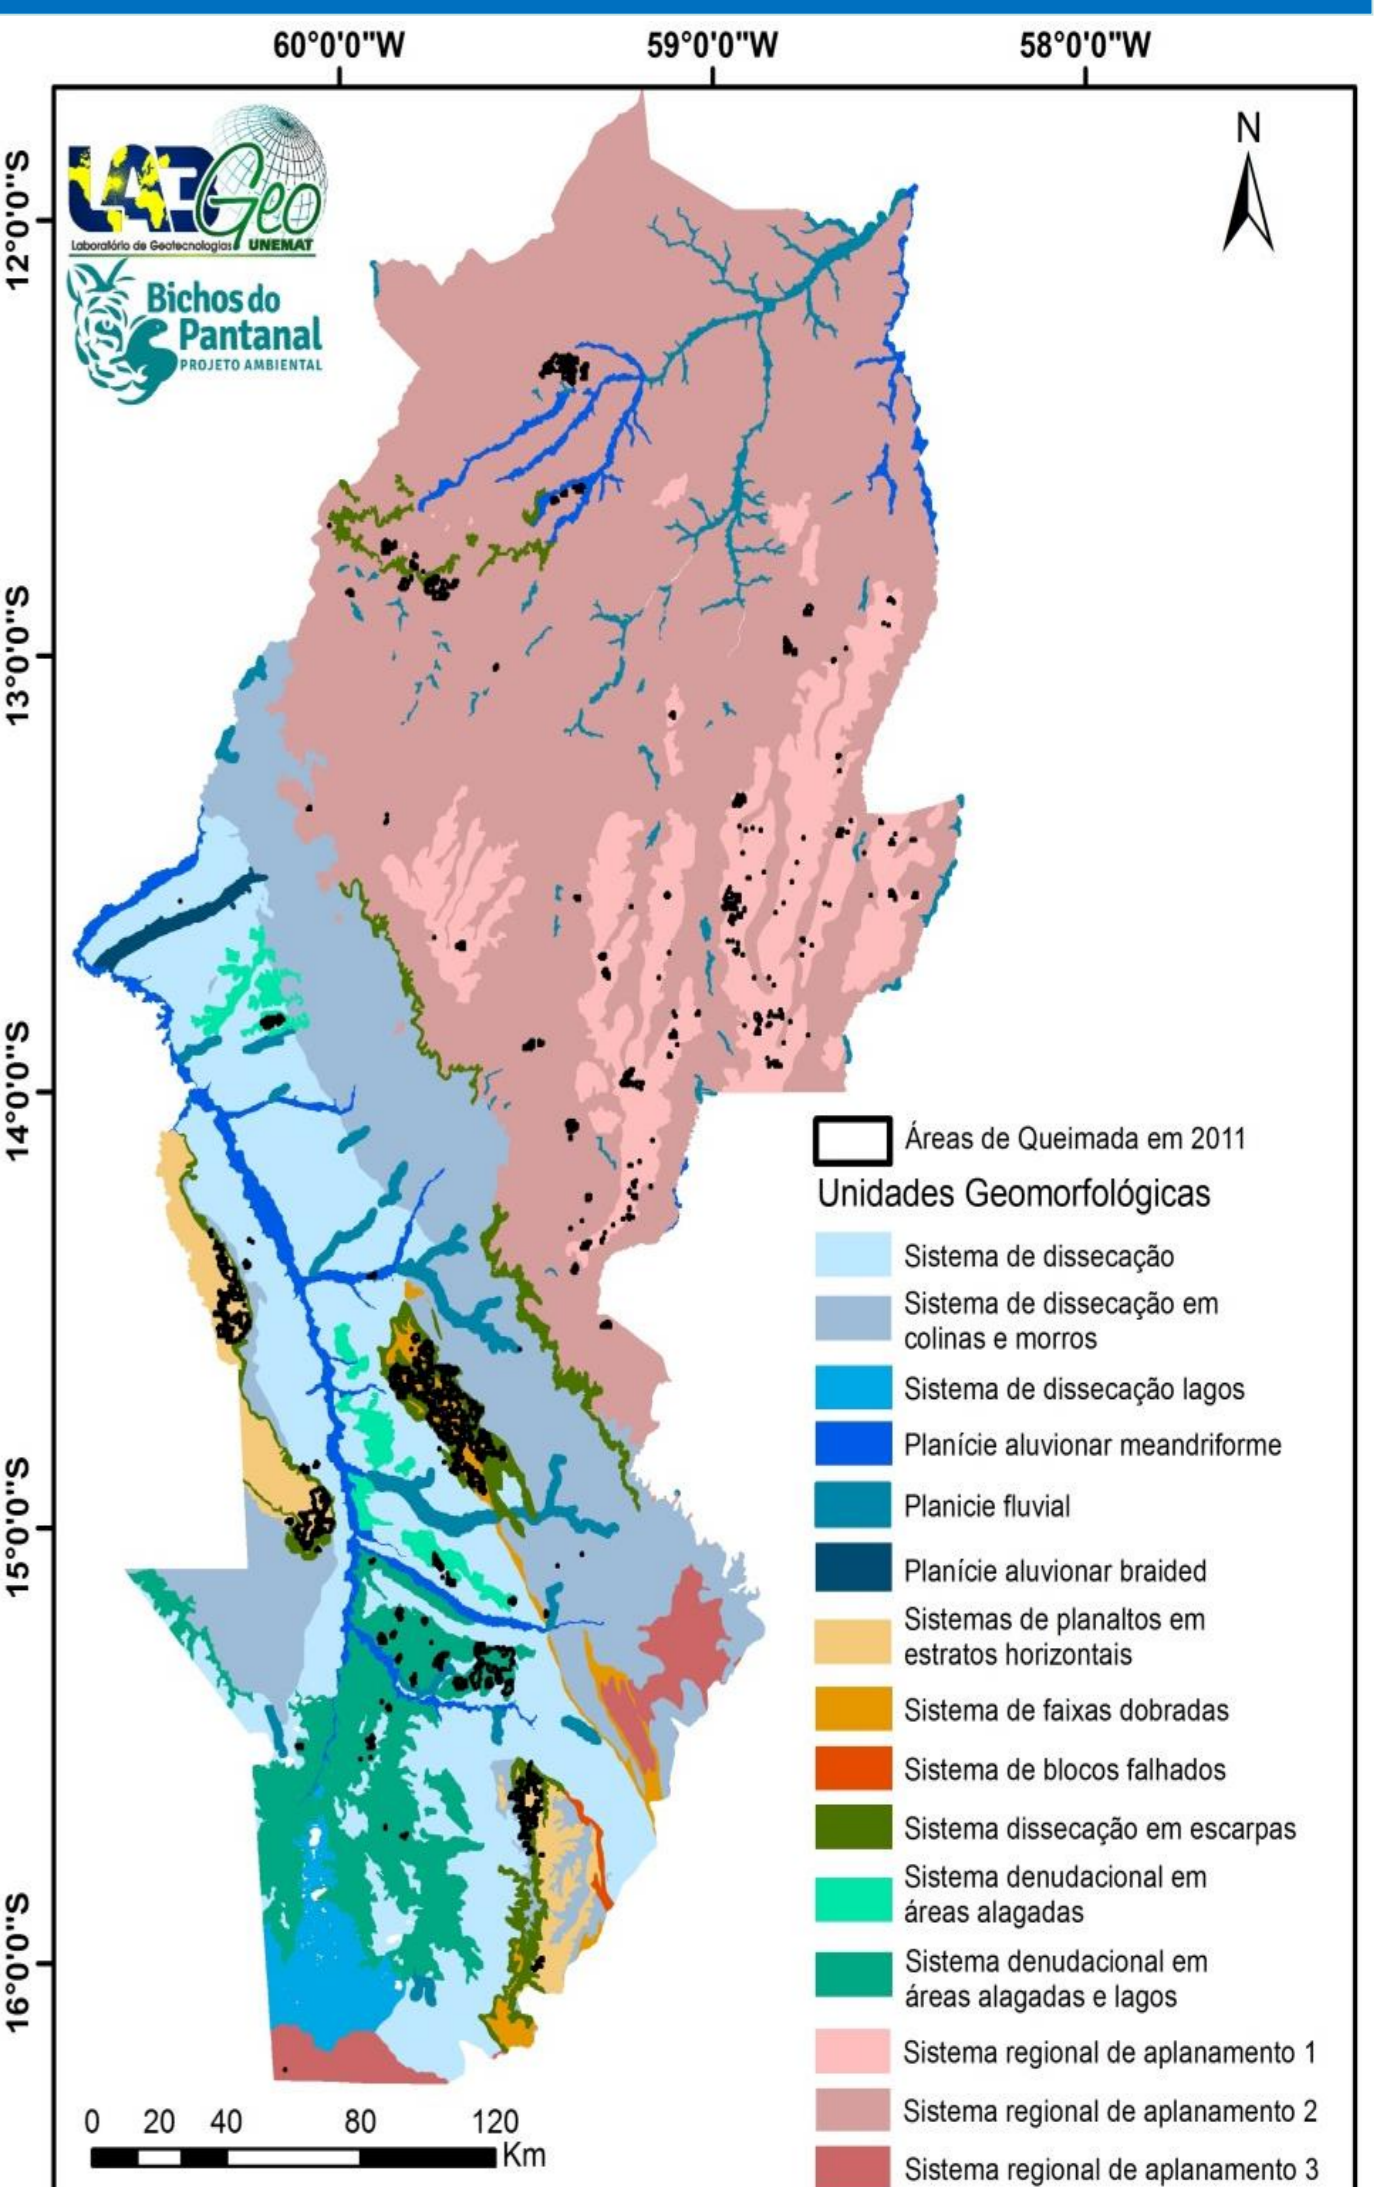 60°0'0"W 59°0'0"W 58°0'0"W
N
LAB Geo
Laboratório de Geotecnologias UNEMAT
Bichos do
Pantanal
PROJETO AMBIENTAL
12°0'0"S
13°0'0"S
14°0'0"S
15°0'0"S
16°0'0"S
Áreas de Queimada em 2011
Unidades Geomorfológicas
Sistema de dissecação
Sistema de dissecação em
colinas e morros
Sistema de dissecação lagos
Planície aluvionar meandriforme
Planicie fluvial
Planície aluvionar braided
Sistemas de planaltos em
estratos horizontais
Sistema de faixas dobradas
Sistema de blocos falhados
Sistema dissecação em escarpas
Sistema denudacional em
áreas alagadas
Sistema denudacional em
áreas alagadas e lagos
Sistema regional de aplanamento 1
Sistema regional de aplanamento 2
Sistema regional de aplanamento 3
0 20 40 80 120
Km